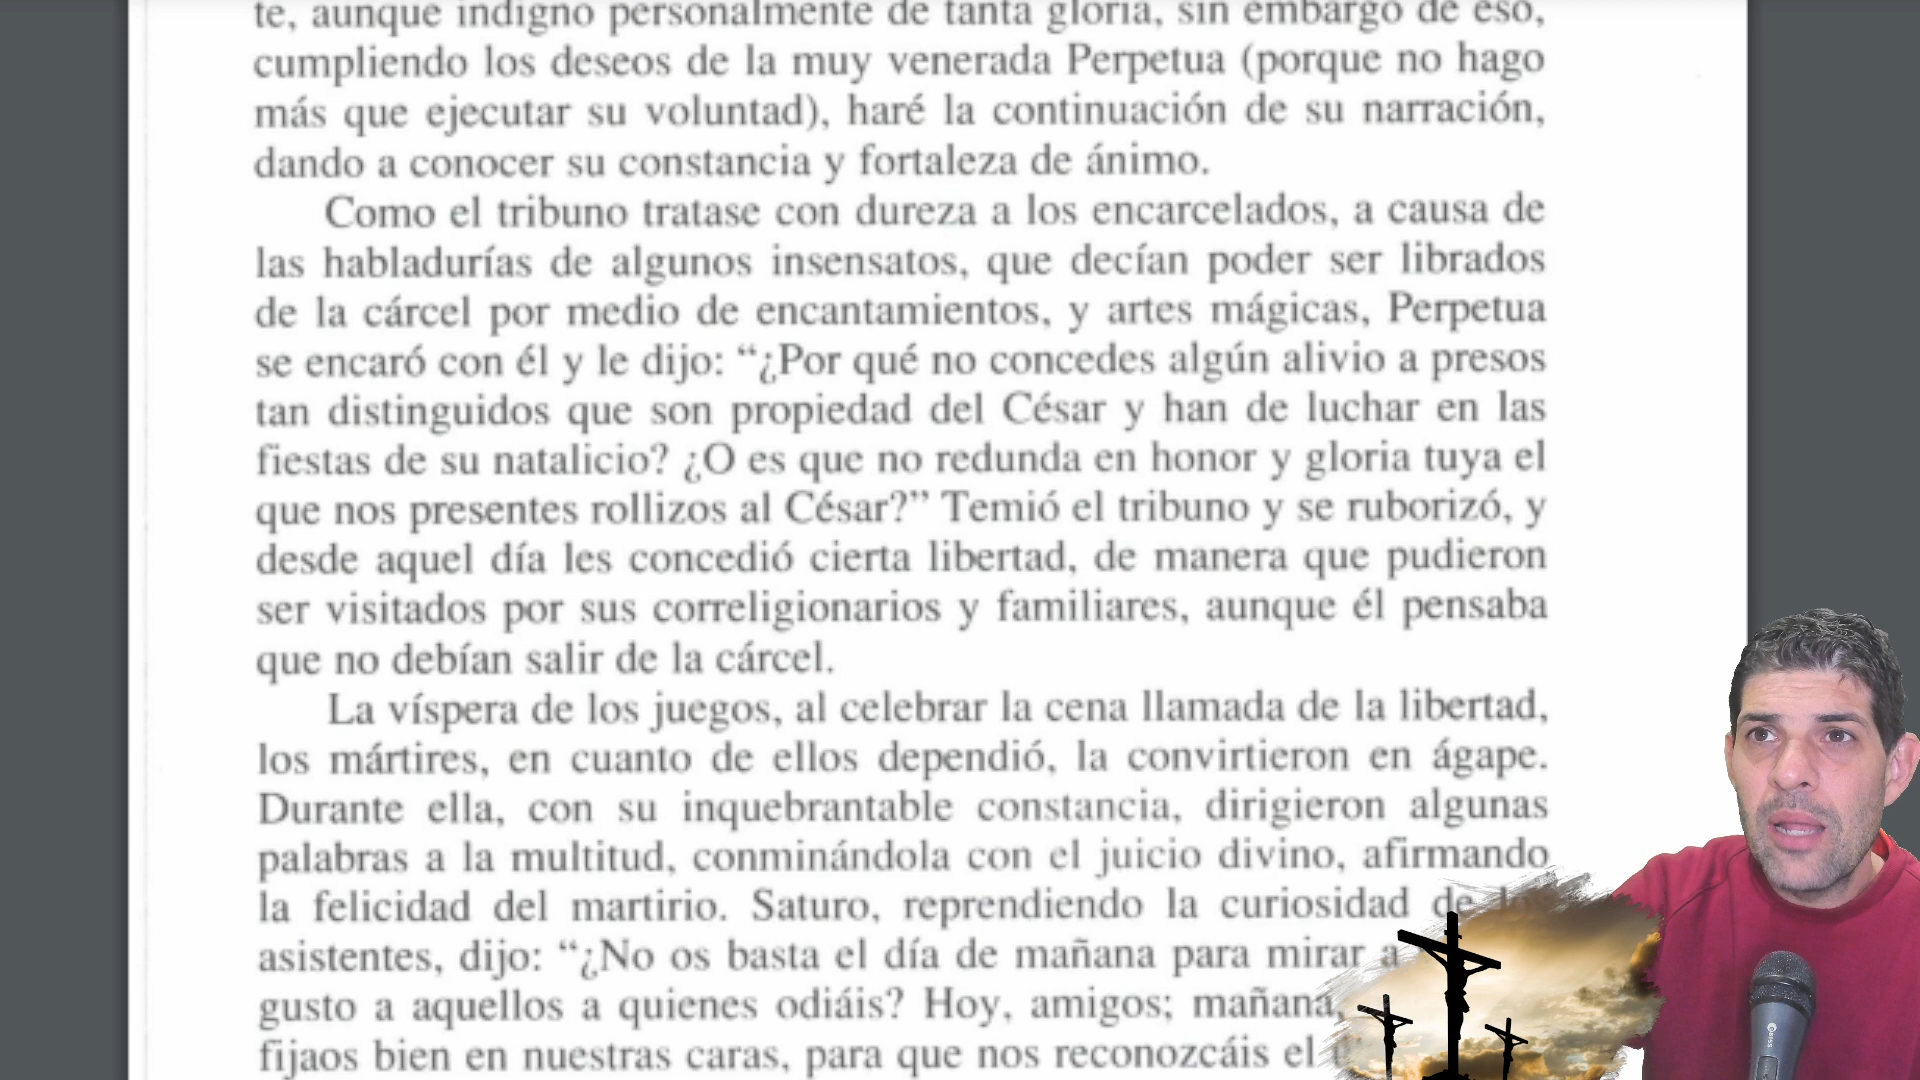 te, aunque indigno personalmente de tanta gloria, sin embargo de eso,
cumpliendo los deseos de la muy venerada Perpetua (porque no hago
más que ejecutar su voluntad), haré la continuación de su narración,
dando a conocer su constancia y fortaleza de ánimo.
Como el tribuno tratase con dureza a los encarcelados, a causa de
las habladurías de algunos insensatos, que decían poder ser librados
de la cárcel por medio de encantamientos, y artes mágicas, Perpetua
se encaró con él y le dijo: “¿Por qué no concedes algún alivio a presos
tan distinguidos que son propiedad del César y han de luchar en las
fiestas de su natalicio? ¿O es que no redunda en honor y gloria tuya el
que nos presentes rollizos al César?” Temió el tribuno y se ruborizó, y
desde aquel día les concedió cierta libertad, de manera que pudieron
ser visitados por sus correligionarios y familiares, aunque él pensaba
que no debían salir de la cárcel.
La víspera de los juegos, al celebrar la cena llamada de la libertad,
los mártires, en cuanto de ellos dependió, la convirtieron en ágape.
Durante ella, con su inquebrantable constancia, dirigieron algunas
palabras a la multitud, conminándola con el juicio divino, afirmando
la felicidad del martirio. Saturo, reprendiendo la curiosidad de
asistentes, dijo: “¿No os basta el día de mañana para mirar a
gusto a aquellos a quienes odiáis? Hoy, amigos; mañana,
fijaos bien en nuestras caras, para que nos reconozcáis el